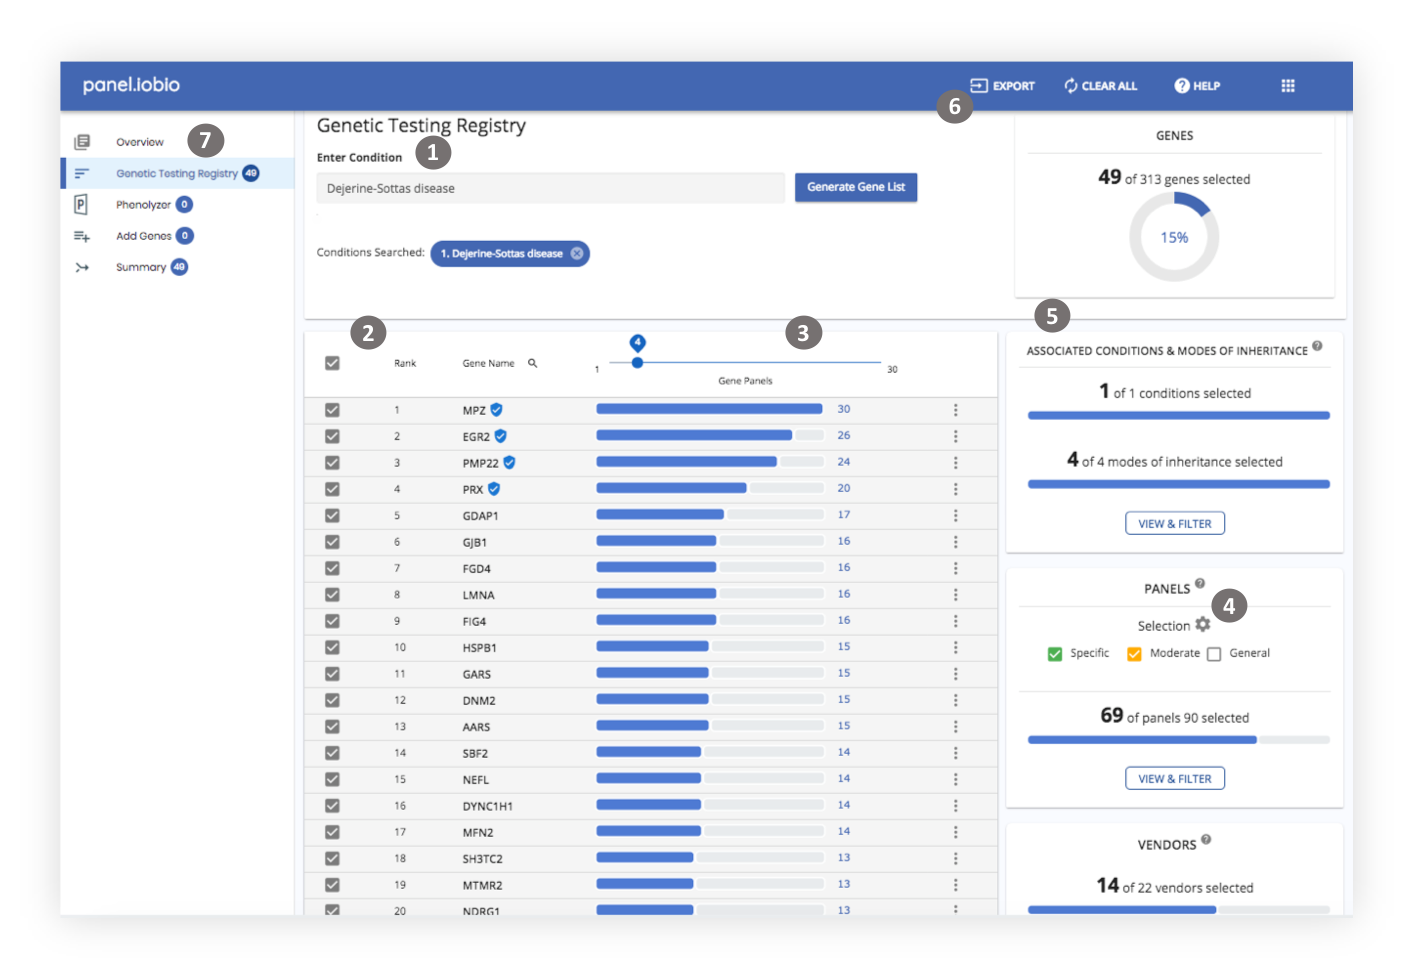 panel.iobio
EXPORT
CLEAR ALL
HELP
6
Overview
7
Genetic Testing Registry 49
Phenolyzer 0
Add Genes 0
Summary 49
Genetic Testing Registry
Enter Condition
1
Dejerine-Sottas disease
Generate Gene List
Conditions Searched: 1. Dejerine-Sottas disease
GENES
49 of 313 genes selected
15%
2
3
Rank
Gene Name
4
1
30
Gene Panels
1 MPZ 30
2 EGR2 26
3 PMP22 24
4 PRX 20
5 GDAP1 17
6 GJB1 16
7 FGD4 16
8 LMNA 16
9 FIG4 16
10 HSPB1 15
11 GARS 15
12 DNM2 15
13 AARS 15
14 SBF2 14
15 NEFL 14
16 DYNC1H1 14
17 MFN2 14
18 SH3TC2 13
19 MTMR2 13
20 NDRG1 13
5
ASSOCIATED CONDITIONS & MODES OF INHERITANCE ?
1 of 1 conditions selected
4 of 4 modes of inheritance selected
VIEW & FILTER
PANELS ?
4
Selection
Specific Moderate General
69 of panels 90 selected
VIEW & FILTER
VENDORS ?
14 of 22 vendors selected